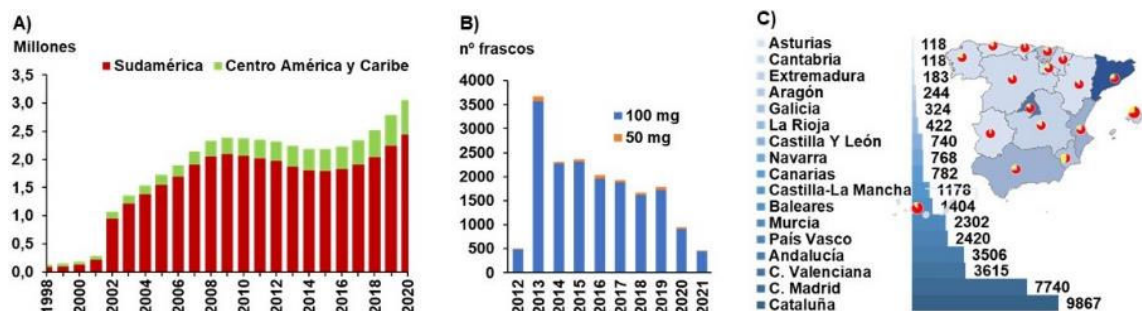 A)
Millones
Sudamérica
Centro América y Caribe
3,5
3,0
2,5
2,0
1,5
1,0
0,5
0,0
1998
2000
2002
2004
2006
2008
2010
2012
2014
2016
2018
2020
B)
nº frascos
4000
3500
3000
2500
2000
1500
1000
500
0
100 mg
50 mg
2012
2013
2014
2015
2016
2017
2018
2019
2020
2021
C)
Asturias 118
Cantabria 118
Extremadura 183
Aragón 244
Galicia 324
La Rioja 422
Castilla Y León 740
Navarra 768
Canarias 782
Castilla-La Mancha 1178
Baleares 1404
Murcia 2302
País Vasco 2420
Andalucía 3506
C. Valenciana 3615
C. Madrid 7740
Cataluña 9867